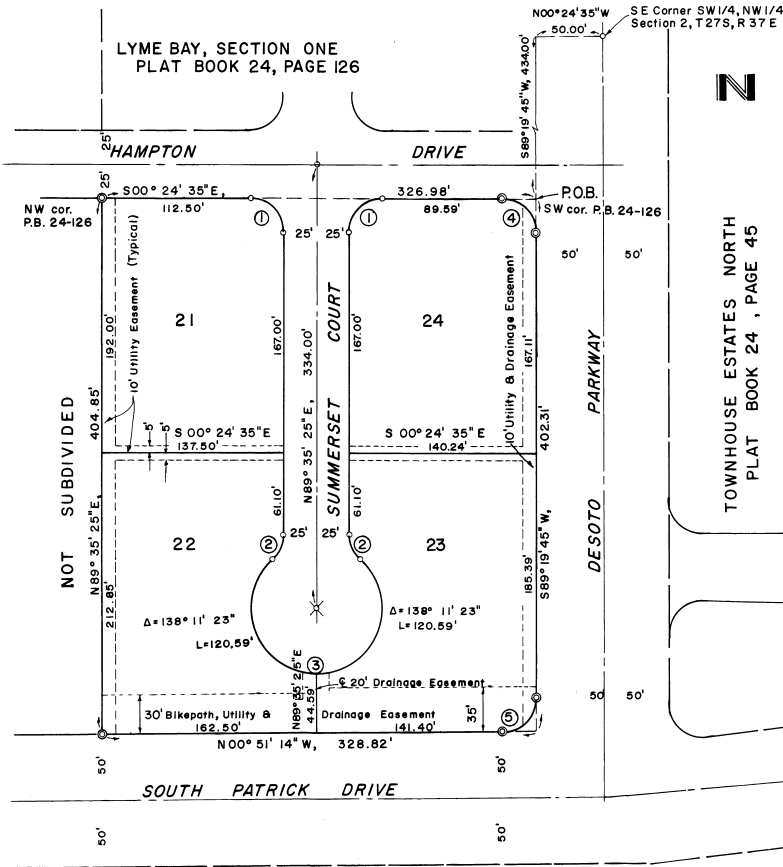 N00°24'35"W
50.00'
S E Corner SW 1/4, NW 1/4
Section 2, T 27S, R 37 E
LYME BAY, SECTION ONE
PLAT BOOK 24, PAGE 126
N
S89°19'45"W, 434.00'
25'
HAMPTON DRIVE
25'
S00° 24' 35"E, 326.98'
P.O.B.
NW cor.
P.B. 24-126
112.50'
89.59'
SW cor. P.B. 24-126
1
1
4
25' 25'
50' 50'
10' Utility Easement (Typical)
192.00'
21
167.00'
N89° 35' 25"E, 334.00'
SUMMERSET COURT
167.00'
24
10' Utility & Drainage Easement
167.11'
DESOTO PARKWAY
TOWNHOUSE ESTATES NORTH
PLAT BOOK 24 , PAGE 45
NOT SUBDIVIDED
N89° 35' 25"E, 404.85'
5'
5'
S 00° 24' 35"E
137.50'
S 00° 24' 35"E
140.24'
S89° 19' 45"W, 402.31'
61.10'
61.10'
22
25' 25'
23
2
2
212.85'
185.39'
Δ= 138° 11' 23"
L=120.59'
Δ= 138° 11' 23"
L=120.59'
3
N89° 35' 25"E
44.59'
℄ 20' Drainage Easement
30' Bikepath, Utility & Drainage Easement
35'
162.50'
141.40'
5
50 50'
N00° 51' 14" W, 328.82'
50'
50'
SOUTH PATRICK DRIVE
50'
50'